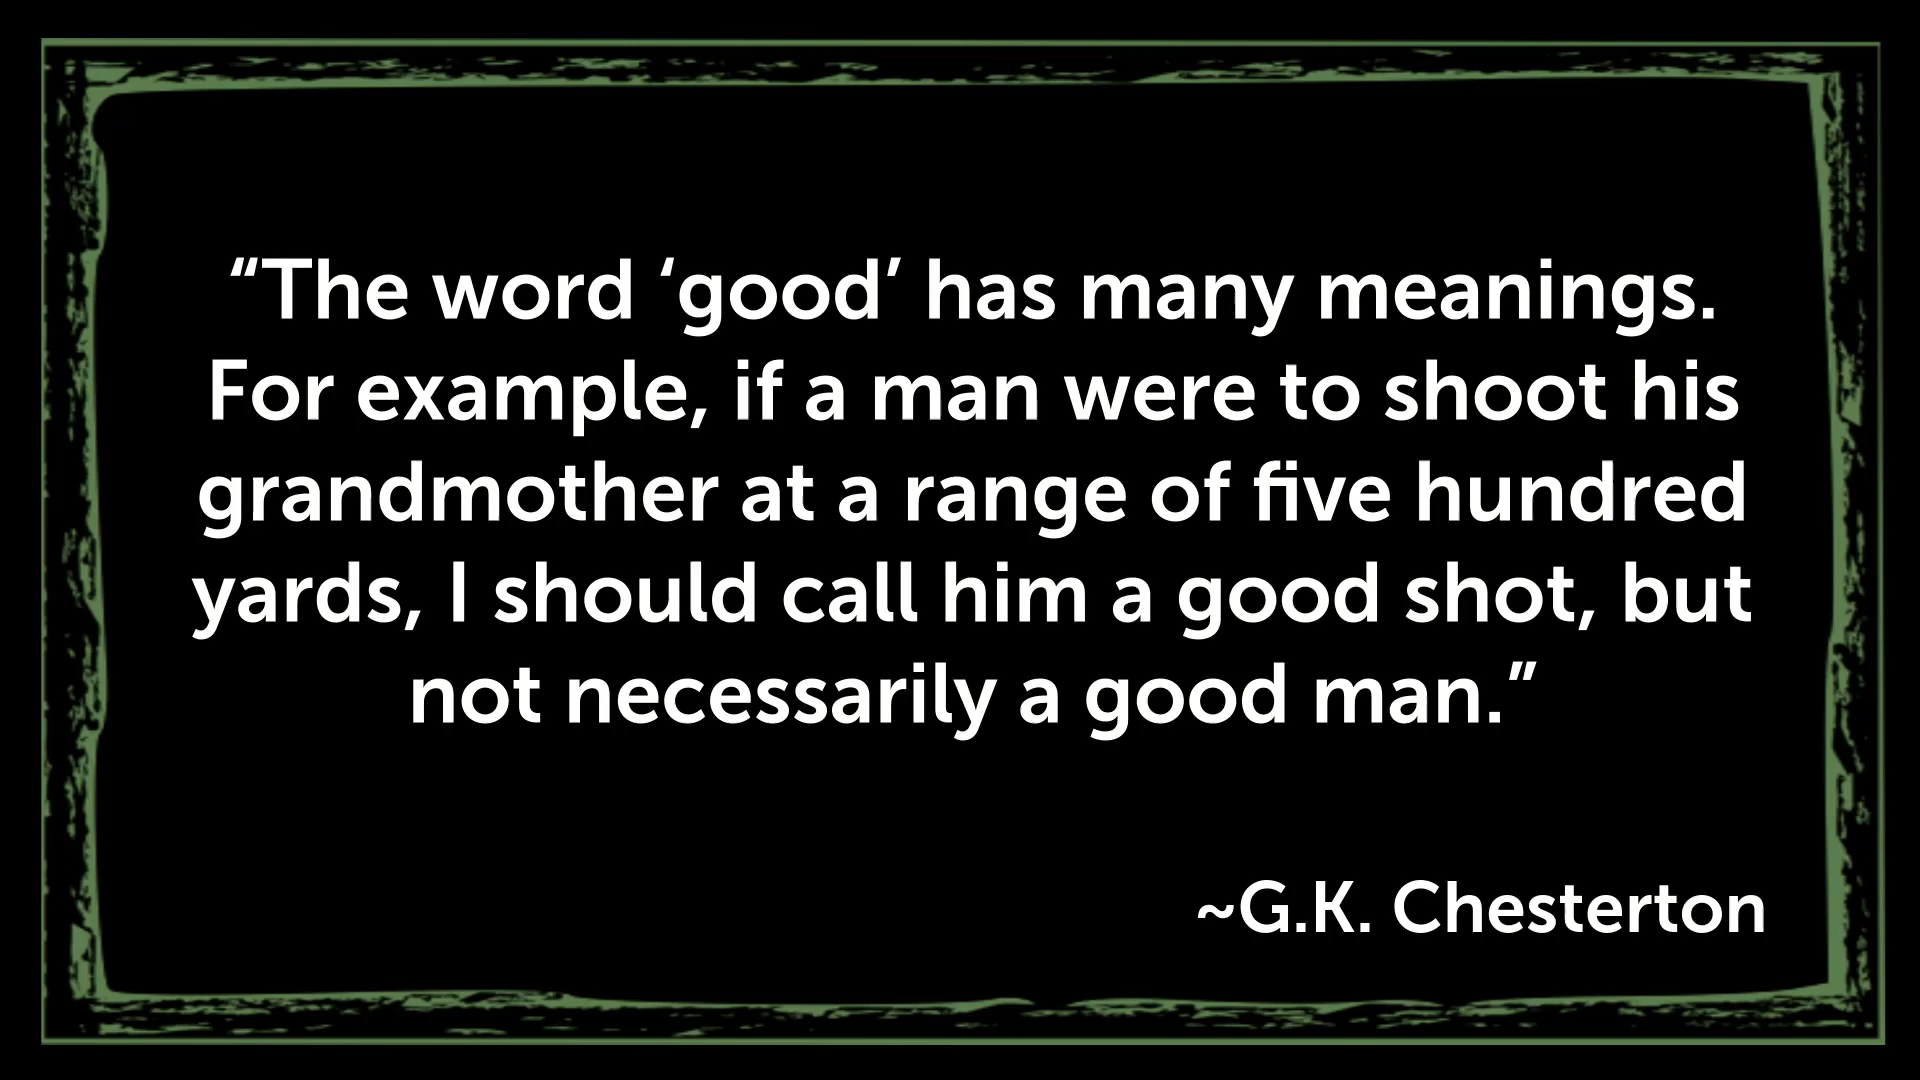 “The word ‘good’ has many meanings.
For example, if a man were to shoot his
grandmother at a range of five hundred
yards, I should call him a good shot, but
not necessarily a good man.”
~G.K. Chesterton